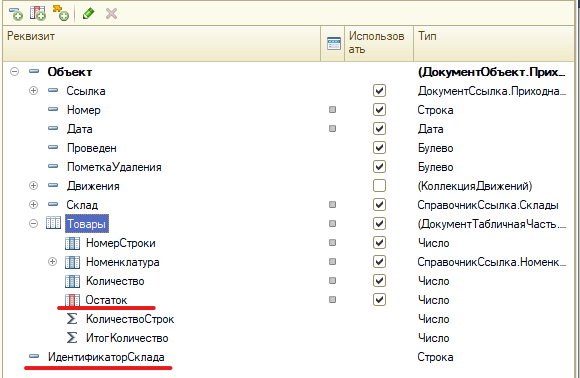 Реквизит Использовать Тип
Объект (ДокументОбъект.Прих...
Ссылка ДокументСсылка.Приходна...
Номер Строка
Дата Дата
Проведен Булево
ПометкаУдаления Булево
Движения (КоллекцияДвижений)
Склад СправочникСсылка.Склады
Товары (ДокументТабличнаяЧасть...
НомерСтроки Число
Номенклатура СправочникСсылка.Номенк...
Количество Число
Остаток Число
КоличествоСтрок Число
ИтогКоличество Число
ИдентификаторСклада Строка